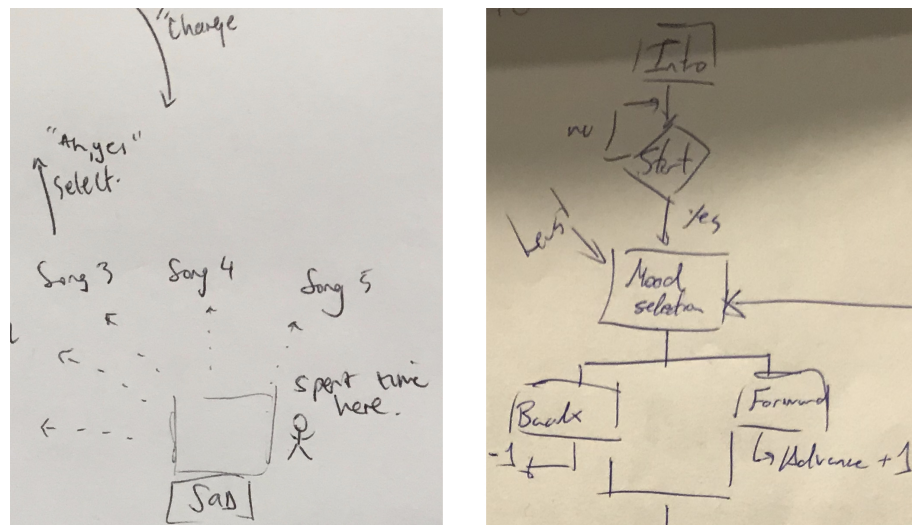 "Change
"Ah, yes"
Select.
Song 3
Song 4
Song 5
Spent time
here.
SAD
Intro
no
Start
Yes
Mood
selection
Back
Forward
-1
Advance +1